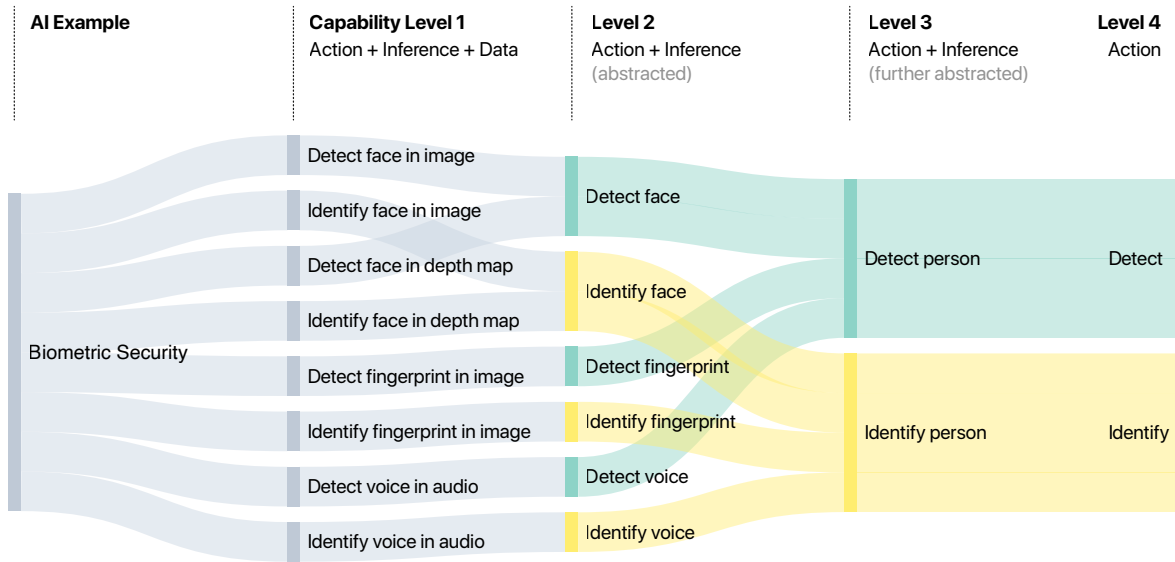 AI Example
Capability Level 1
Action + Inference + Data
Level 2
Action + Inference
(abstracted)
Level 3
Action + Inference
(further abstracted)
Level 4
Action
Biometric Security
Detect face in image
Identify face in image
Detect face in depth map
Identify face in depth map
Detect fingerprint in image
Identify fingerprint in image
Detect voice in audio
Identify voice in audio
Detect face
Identify face
Detect fingerprint
Identify fingerprint
Detect voice
Identify voice
Detect person
Identify person
Detect
Identify